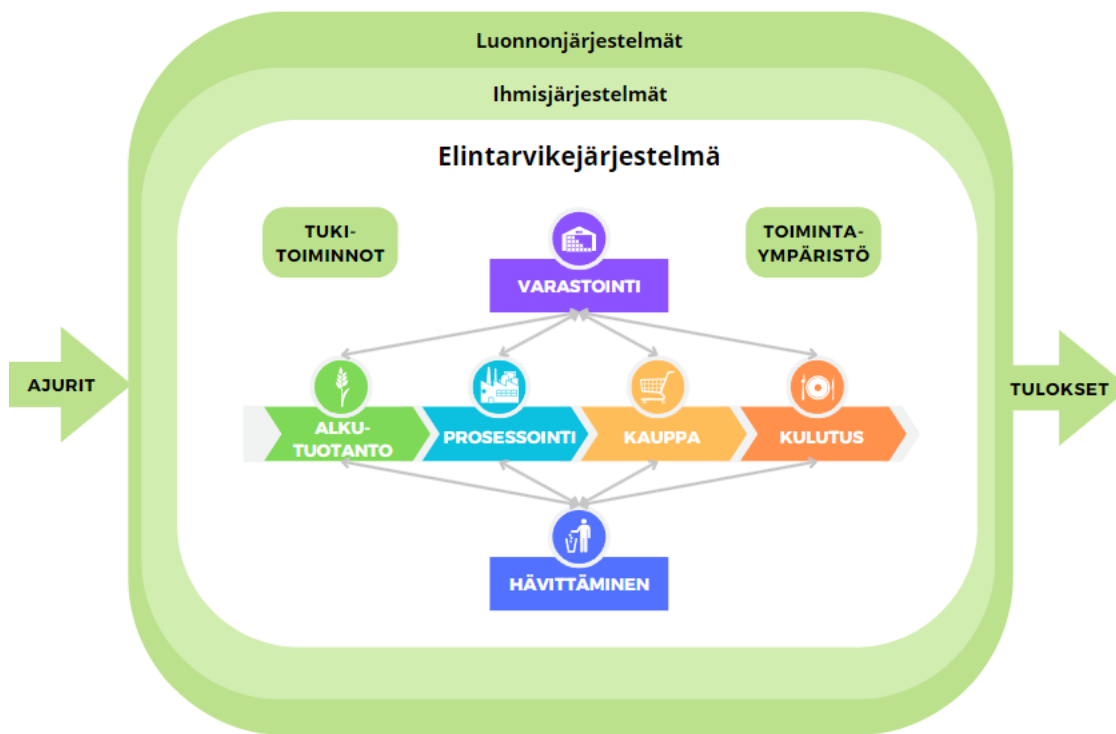 Luonnonjärjestelmät
Ihmisjärjestelmät
Elintarvikejärjestelmä
TUKI-
TOIMINNOT
TOIMINTA-
YMPÄRISTÖ
VARASTOINTI
AJURIT
TULOKSET
ALKU-
TUOTANTO
PROSESSOINTI
KAUPPA
KULUTUS
HÄVITTÄMINEN